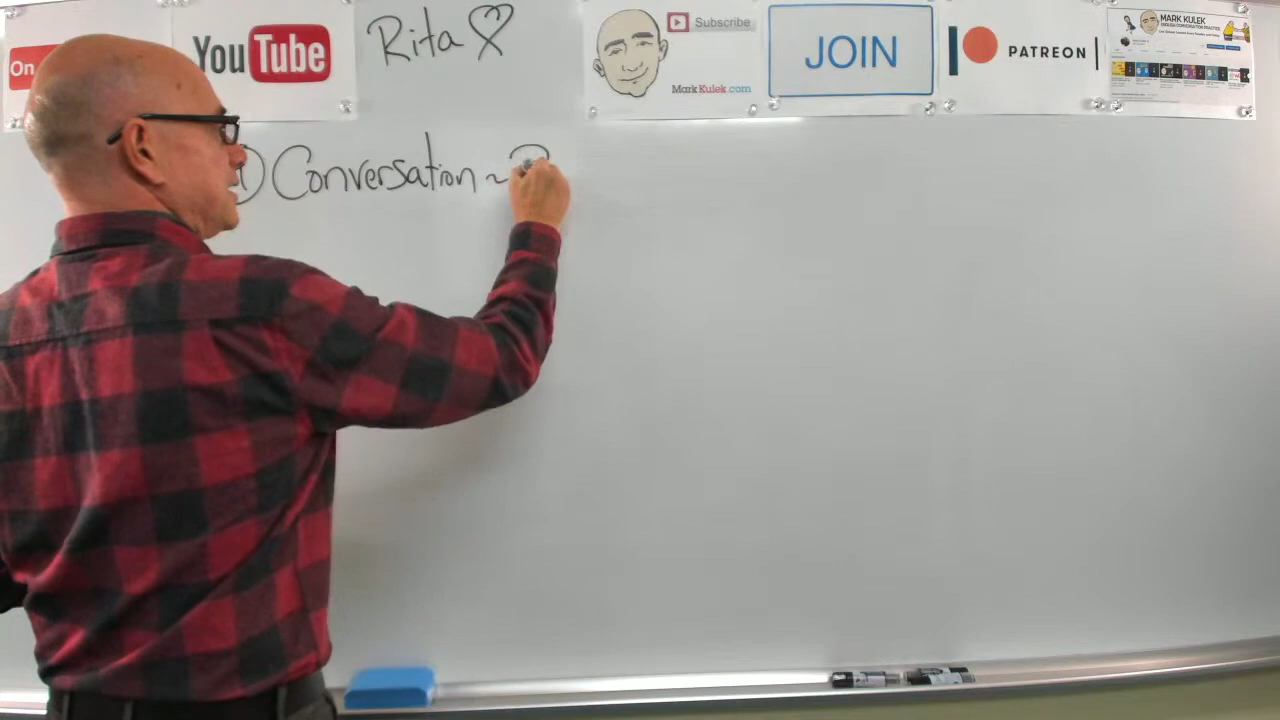 On
YouTube
Rita ♡
Subscribe
MarkKulek.com
JOIN
PATREON
MARK KULEK
1) Conversation ~